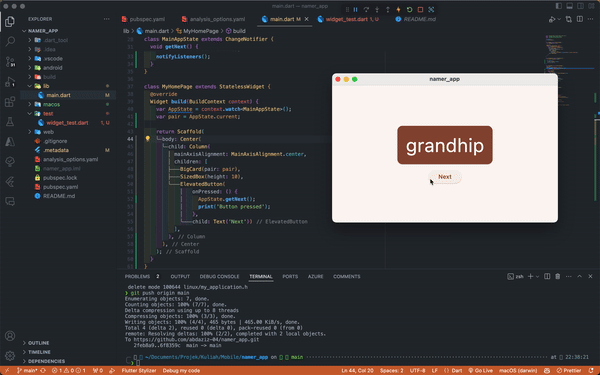 main.dart — namer_app
EXPLORER
NAMER_APP
.dart_tool
.idea
.vscode
android
build
lib
main.dart
macos
test
widget_test.dart 1, U
web
.gitignore
.metadata
analysis_options.yaml
namer_app.iml
pubspec.lock
pubspec.yaml
README.md
OUTLINE
TIMELINE
DEPENDENCIES
pubspec.yaml
analysis_options.yaml
main.dart U
widget_test.dart 1, U
README.md
lib > main.dart > MyHomePage > build
class MainAppState extends ChangeNotifier {
void getNext() {
notifyListeners();
}
}
class MyHomePage extends StatelessWidget {
@override
Widget build(BuildContext context) {
var AppState = context.watch<MainAppState>();
var pair = AppState.current;
return Scaffold(
body: Center(
child: Column(
mainAxisAlignment: MainAxisAlignment.center,
children: [
BigCard(pair: pair),
SizedBox(height: 10),
ElevatedButton(
onPressed: () {
AppState.getNext();
print('Button pressed');
},
child: Text('Next')) // ElevatedButton
],
), // Column
), // Center
); // Scaffold
}
}
namer_app
grandhip
Next
PROBLEMS 2 OUTPUT DEBUG CONSOLE TERMINAL PORTS AZURE COMMENTS
zsh
delete mode 100644 linux/my_application.h
git push origin main
Enumerating objects: 7, done.
Counting objects: 100% (7/7), done.
Delta compression using up to 8 threads
Compressing objects: 100% (3/3), done.
Writing objects: 100% (4/4), 465 bytes | 465.00 KiB/s, done.
Total 4 (delta 2), reused 0 (delta 0), pack-reused 0 (from 0)
remote: Resolving deltas: 100% (2/2), completed with 2 local objects.
To https://github.com/abdaziz-04/namer_app.git
main -> main
~/Documents/Projek/Kuliah/Mobile/namer_app on main
at 22:38:21
main* 1 1 0 1 Flutter Stylizer Debug my code
Ln 44, Col 20 Spaces: 2 UTF-8 LF Dart Go Live macOS (darwin) Prettier